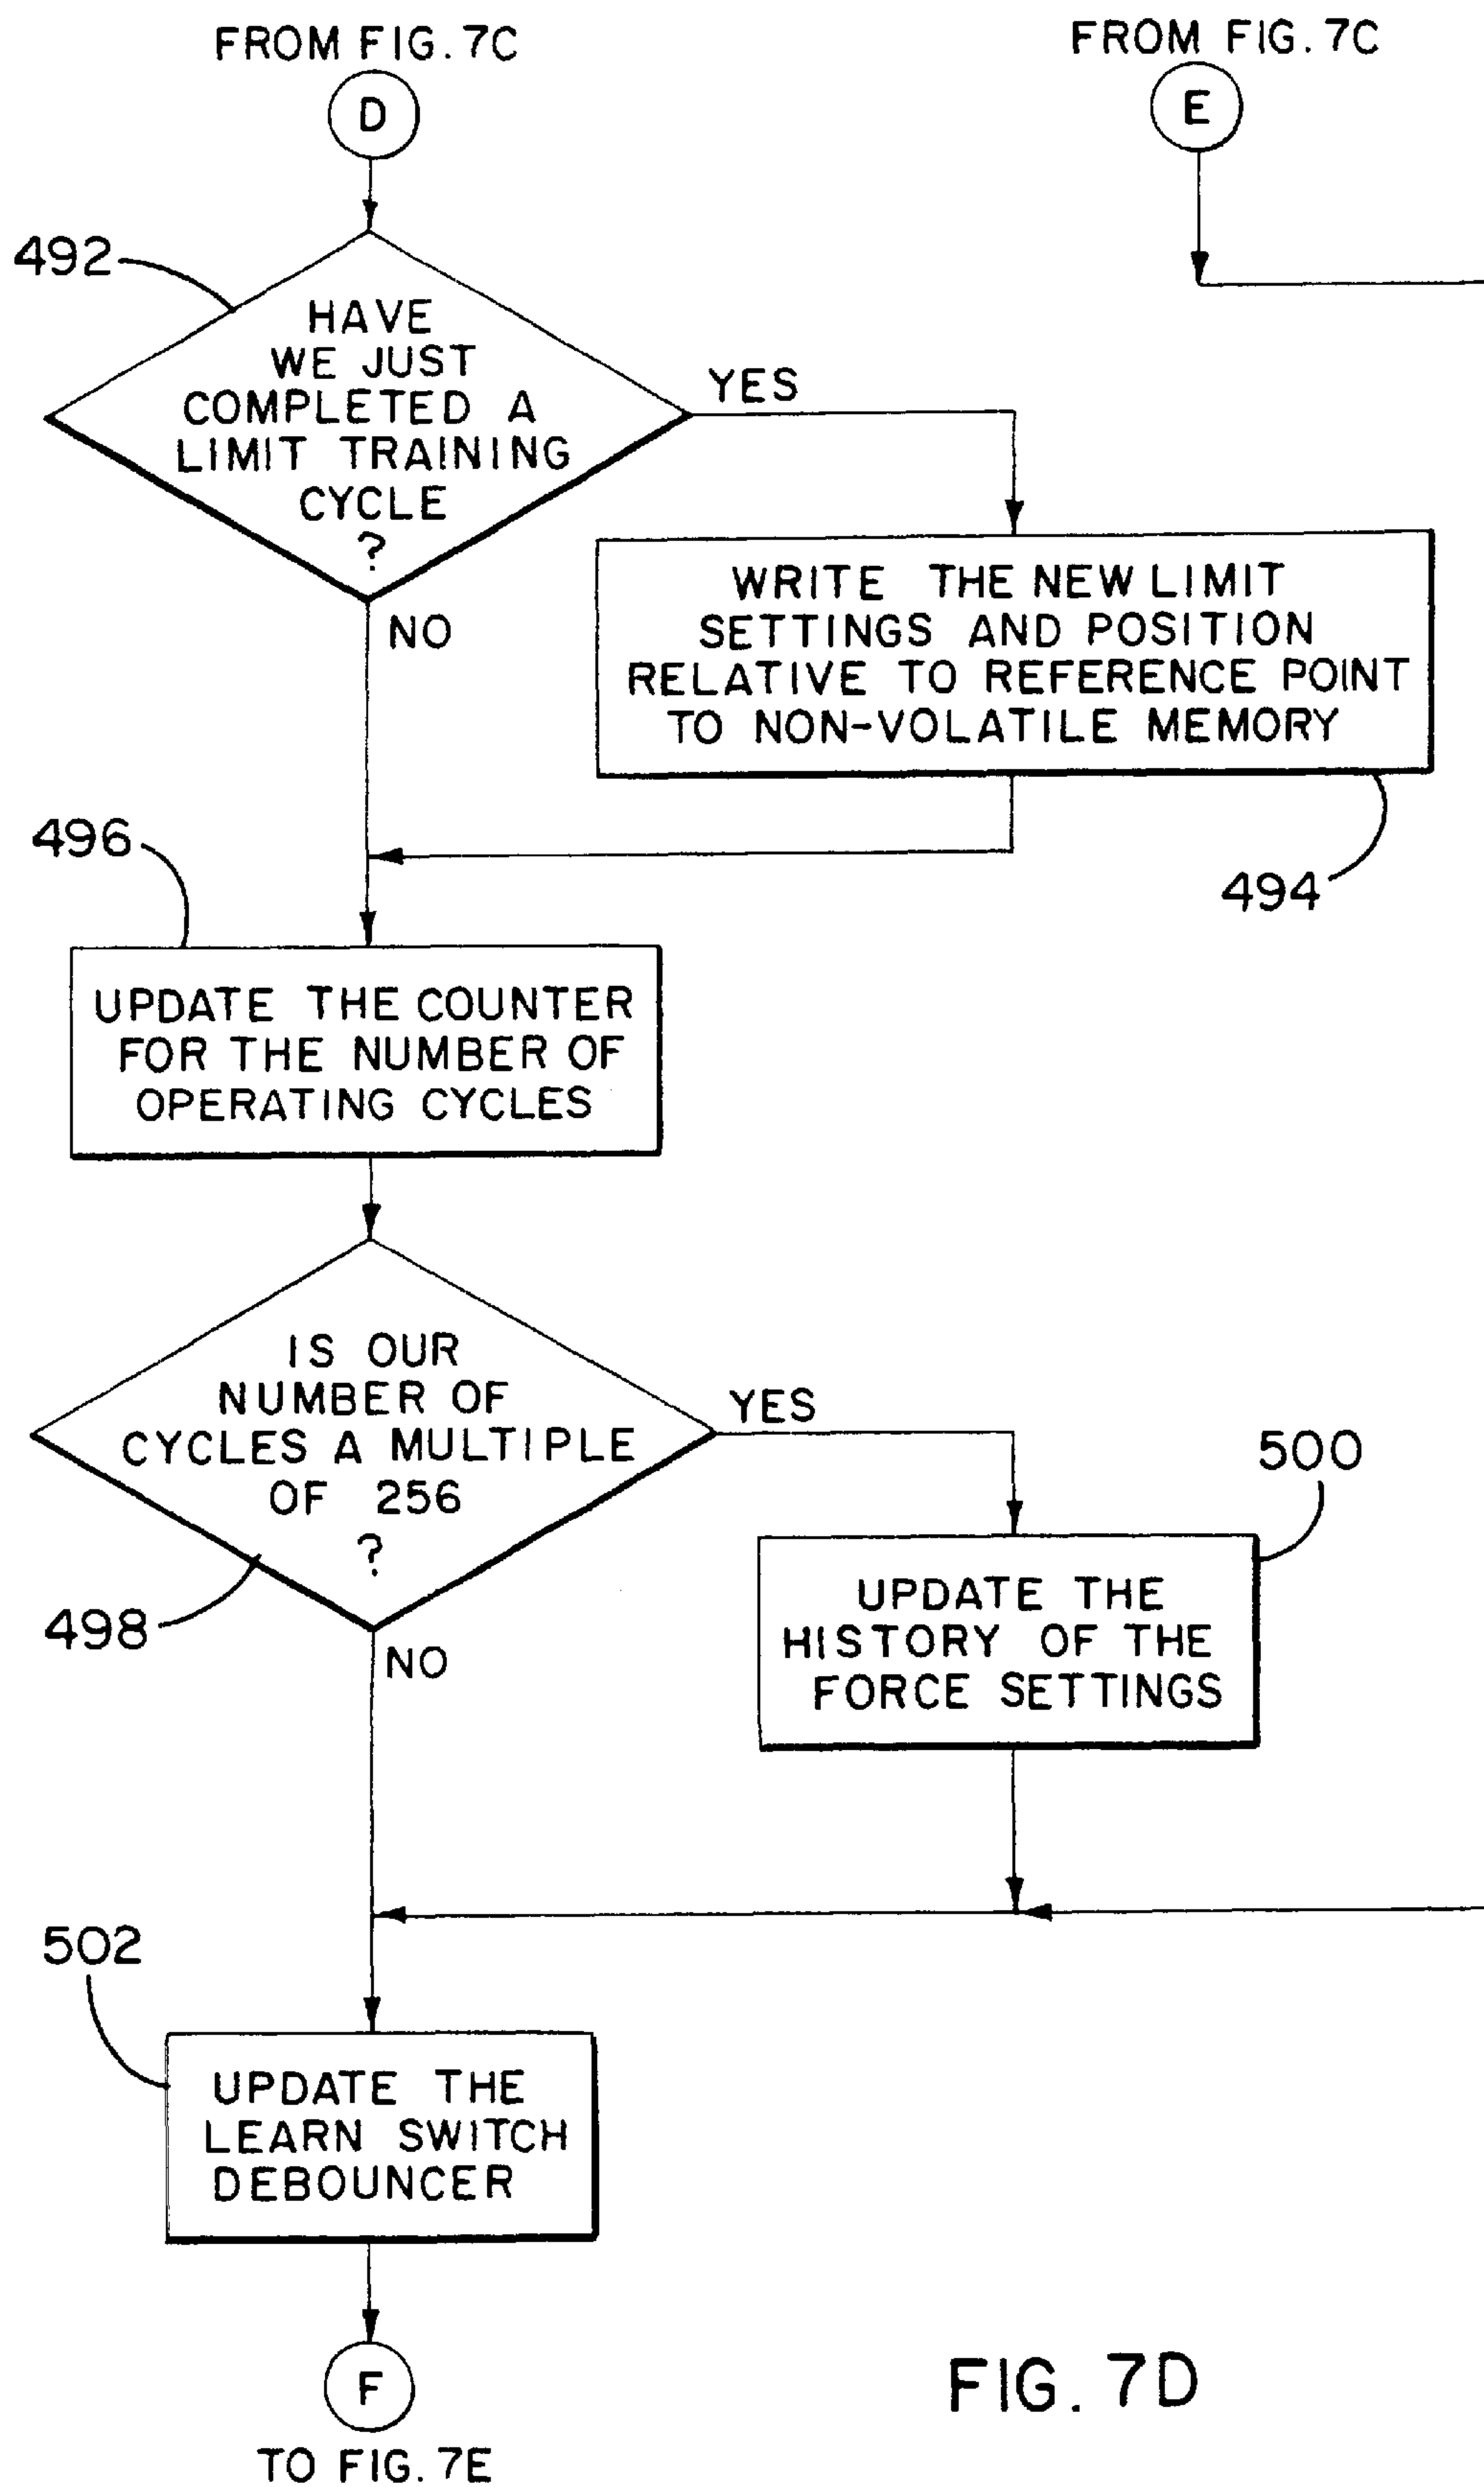 FROM FIG. 7C
D
FROM FIG. 7C
E
492
HAVE
WE JUST
COMPLETED A
LIMIT TRAINING
CYCLE
?
YES
NO
WRITE THE NEW LIMIT
SETTINGS AND POSITION
RELATIVE TO REFERENCE POINT
TO NON-VOLATILE MEMORY
494
496
UPDATE THE COUNTER
FOR THE NUMBER OF
OPERATING CYCLES
IS OUR
NUMBER OF
CYCLES A MULTIPLE
OF 256
?
YES
498
NO
500
UPDATE THE
HISTORY OF THE
FORCE SETTINGS
502
UPDATE THE
LEARN SWITCH
DEBOUNCER
F
TO FIG. 7E
FIG. 7D